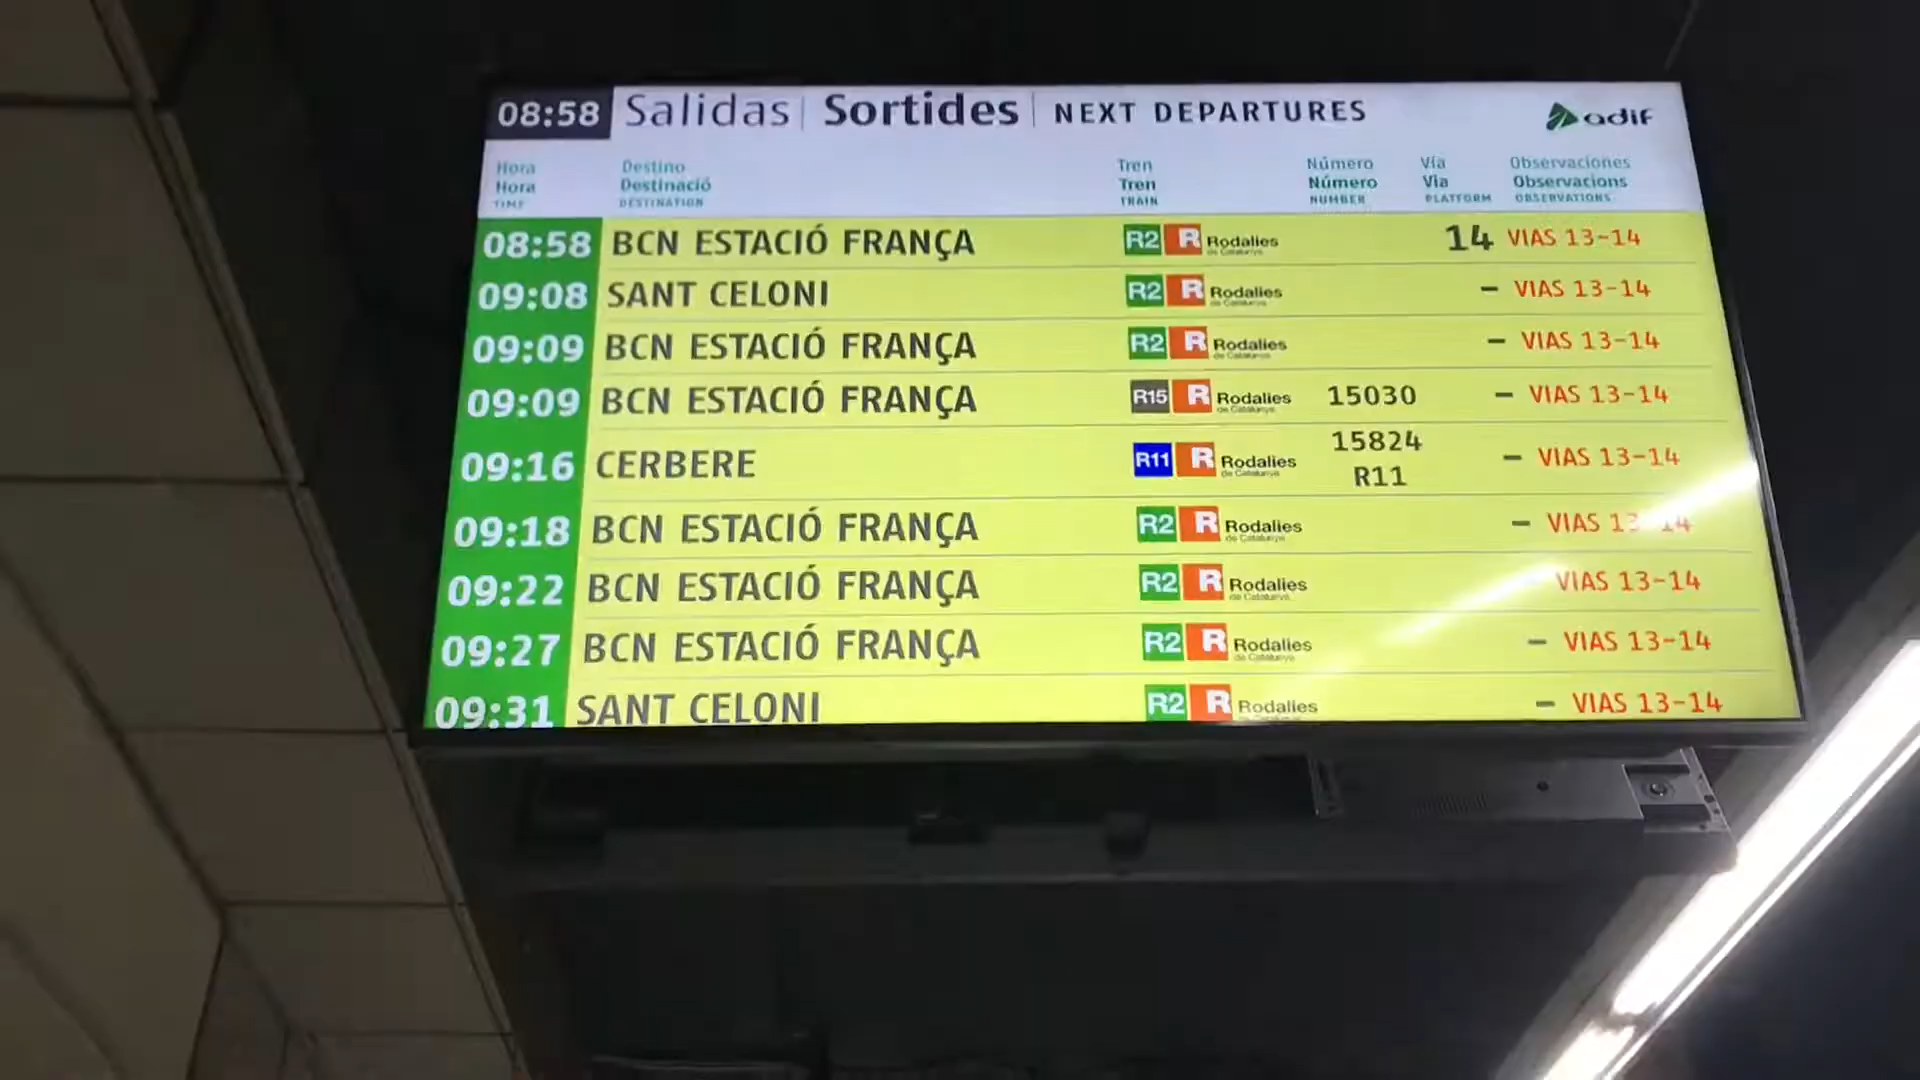 08:58 Salidas | Sortides | NEXT DEPARTURES adif
Hora Destino Tren Número Vía Observaciones
Hora Destinació Tren Número Via Observacions
TIME DESTINATION TRAIN NUMBER PLATFORM OBSERVATIONS
08:58 BCN ESTACIÓ FRANÇA R2 R Rodalies de Catalunya 14 VIAS 13-14
09:08 SANT CELONI R2 R Rodalies de Catalunya - VIAS 13-14
09:09 BCN ESTACIÓ FRANÇA R2 R Rodalies de Catalunya - VIAS 13-14
09:09 BCN ESTACIÓ FRANÇA R15 R Rodalies de Catalunya 15030 - VIAS 13-14
09:16 CERBERE R11 R Rodalies de Catalunya 15824 R11 - VIAS 13-14
09:18 BCN ESTACIÓ FRANÇA R2 R Rodalies de Catalunya - VIAS 13-14
09:22 BCN ESTACIÓ FRANÇA R2 R Rodalies de Catalunya VIAS 13-14
09:27 BCN ESTACIÓ FRANÇA R2 R Rodalies de Catalunya - VIAS 13-14
09:31 SANT CELONI R2 R Rodalies - VIAS 13-14